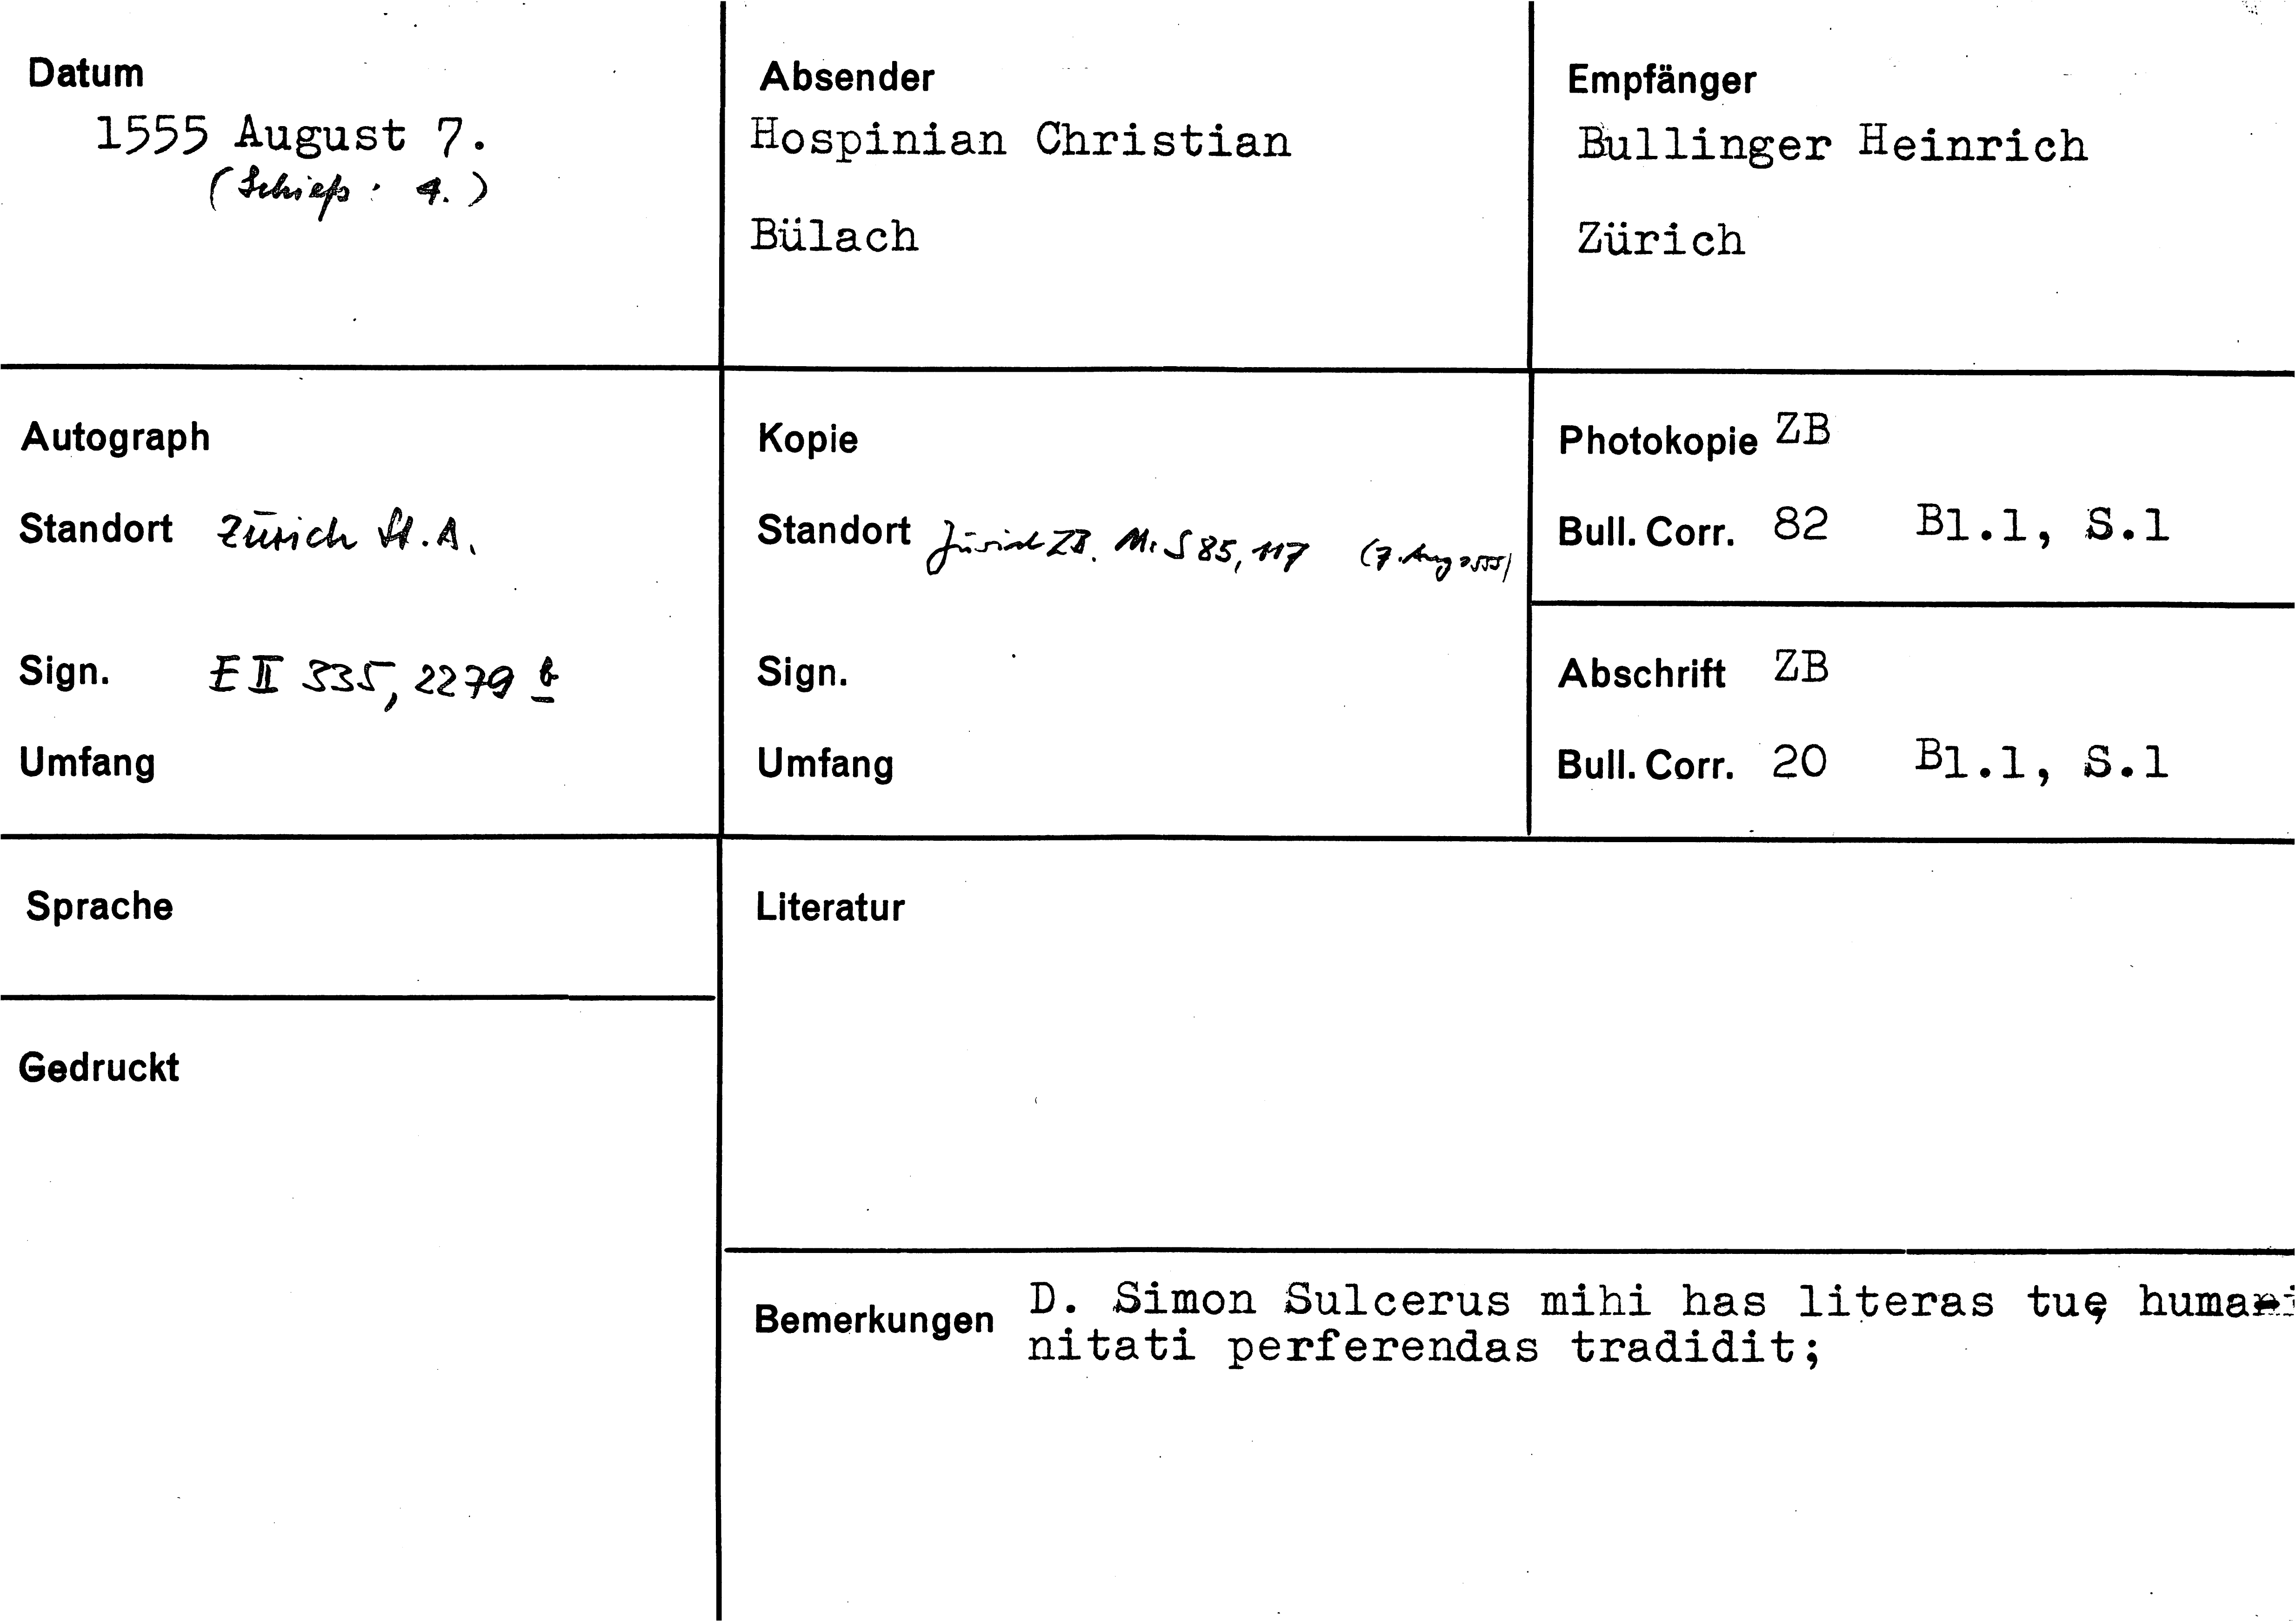 Datum
1555 August 7.
(Schieß: 4.)
Absender
Hospinian Christian
Bülach
Empfänger
Bullinger Heinrich
Zürich
Autograph
Standort Zürich St.A.
Sign. E II 335, 2279 b
Umfang
Kopie
Standort Zürich ZB. Ms S 85, 117 (7. Aug 1555)
Sign.
Umfang
Photokopie ZB
Bull. Corr. 82 Bl.1, S.1
Abschrift ZB
Bull. Corr. 20 Bl.1, S.1
Sprache
Gedruckt
Literatur
Bemerkungen D. Simon Sulcerus mihi has literas tuę humani
nitati perferendas tradidit;